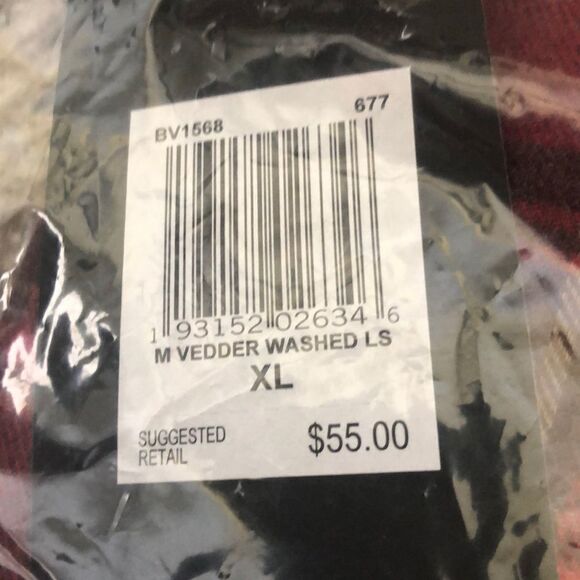 BV1568 677
1 93152 02634 6
M VEDDER WASHED LS
XL
SUGGESTED
RETAIL
$55.00